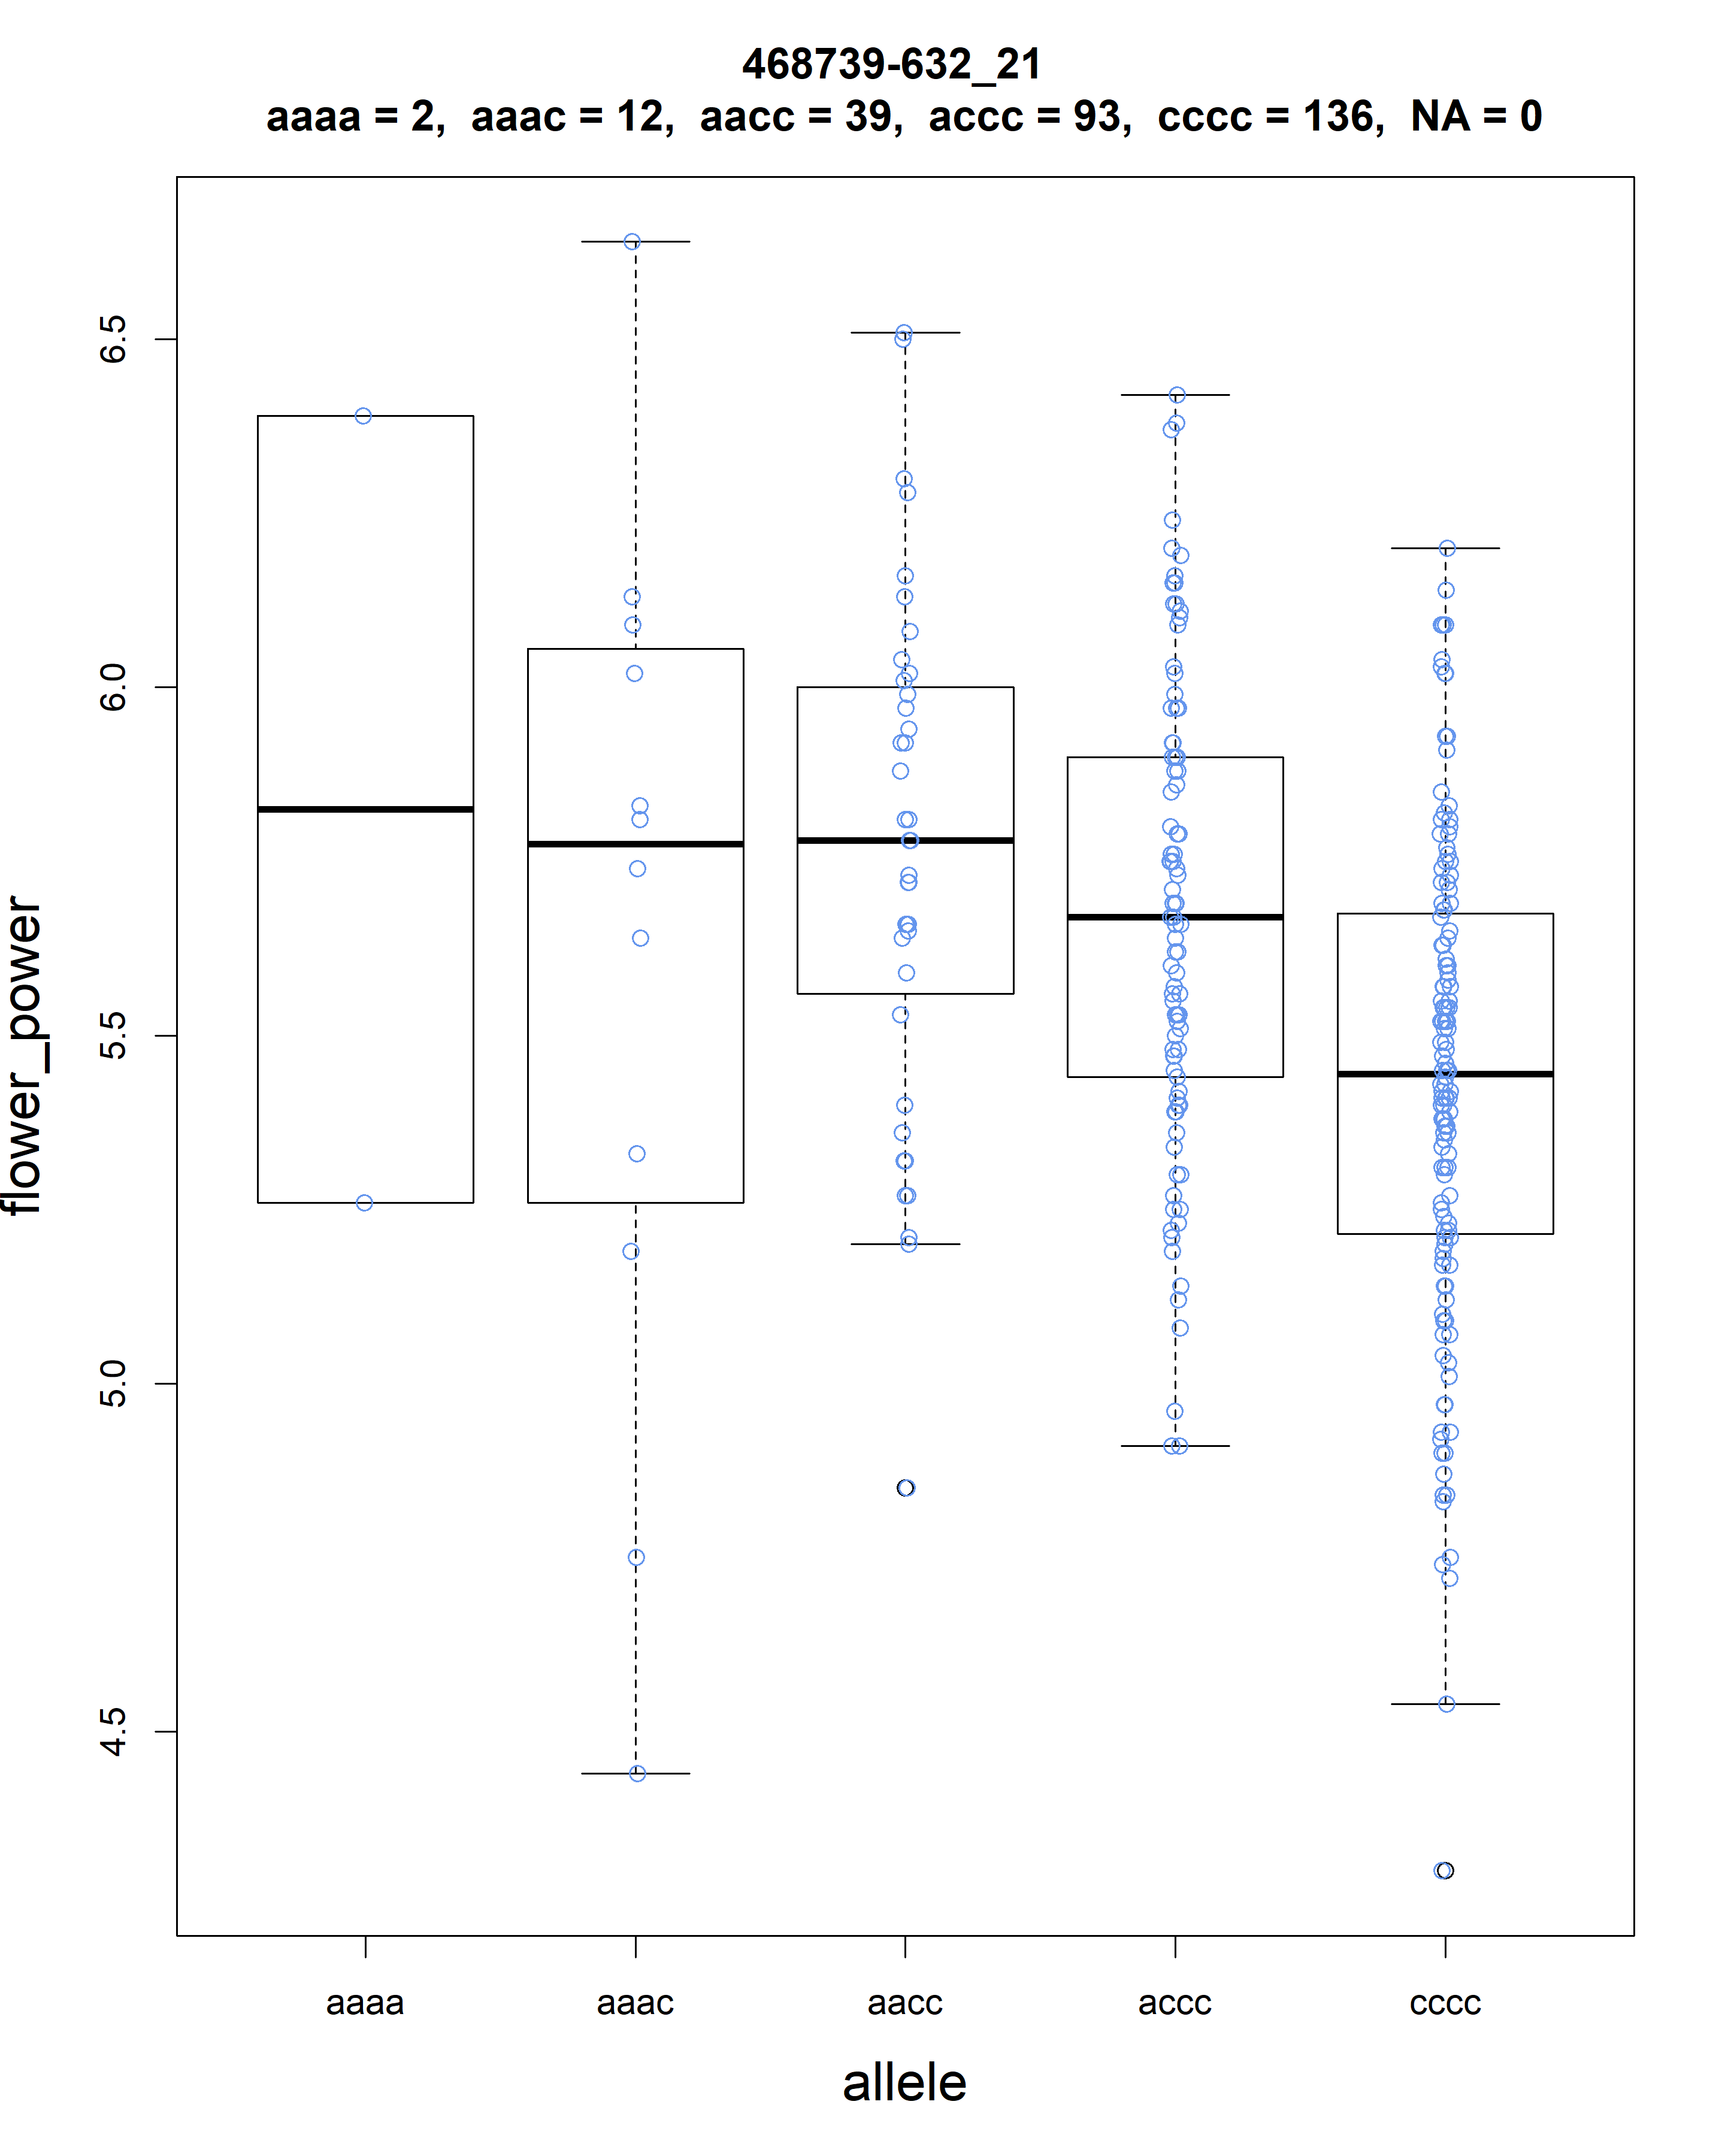 468739-632_21
aaaa = 2, aaac = 12, aacc = 39, accc = 93, cccc = 136, NA = 0
flower_power
6.5
6.0
5.5
5.0
4.5
aaaa aaac aacc accc cccc
allele